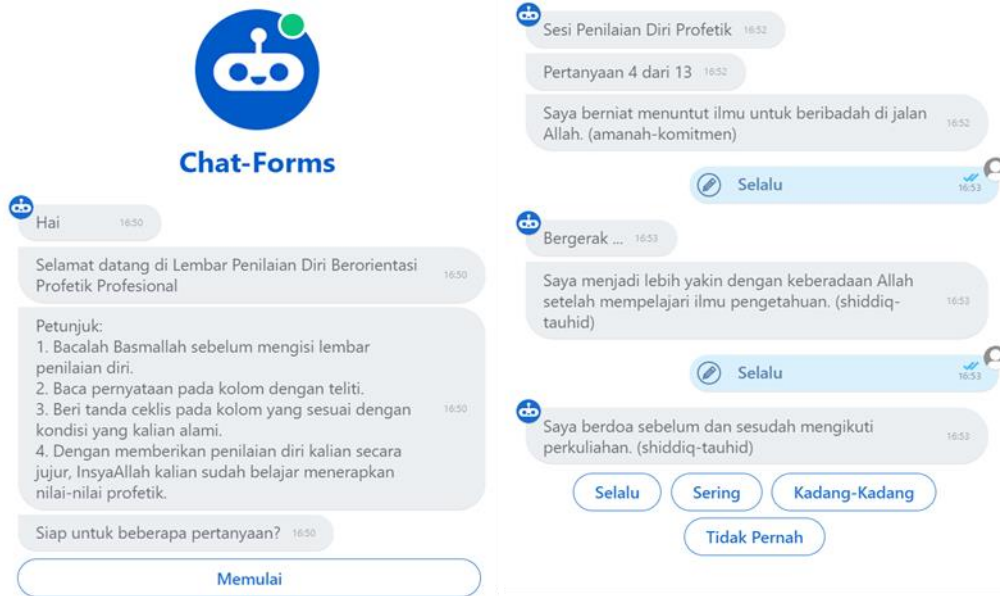 Chat-Forms
Hai 16:50
Selamat datang di Lembar Penilaian Diri Berorientasi
Profetik Profesional 16:50
Petunjuk:
1. Bacalah Basmallah sebelum mengisi lembar
penilaian diri.
2. Baca pernyataan pada kolom dengan teliti.
3. Beri tanda ceklis pada kolom yang sesuai dengan 16:50
kondisi yang kalian alami.
4. Dengan memberikan penilaian diri kalian secara
jujur, InsyaAllah kalian sudah belajar menerapkan
nilai-nilai profetik.
Siap untuk beberapa pertanyaan? 16:50
Memulai
Sesi Penilaian Diri Profetik 16:52
Pertanyaan 4 dari 13 16:52
Saya berniat menuntut ilmu untuk beribadah di jalan
Allah. (amanah-komitmen) 16:52
Selalu 16:53
Bergerak ... 16:53
Saya menjadi lebih yakin dengan keberadaan Allah
setelah mempelajari ilmu pengetahuan. (shiddiq- 16:53
tauhid)
Selalu 16:53
Saya berdoa sebelum dan sesudah mengikuti
perkuliahan. (shiddiq-tauhid) 16:53
Selalu Sering Kadang-Kadang
Tidak Pernah